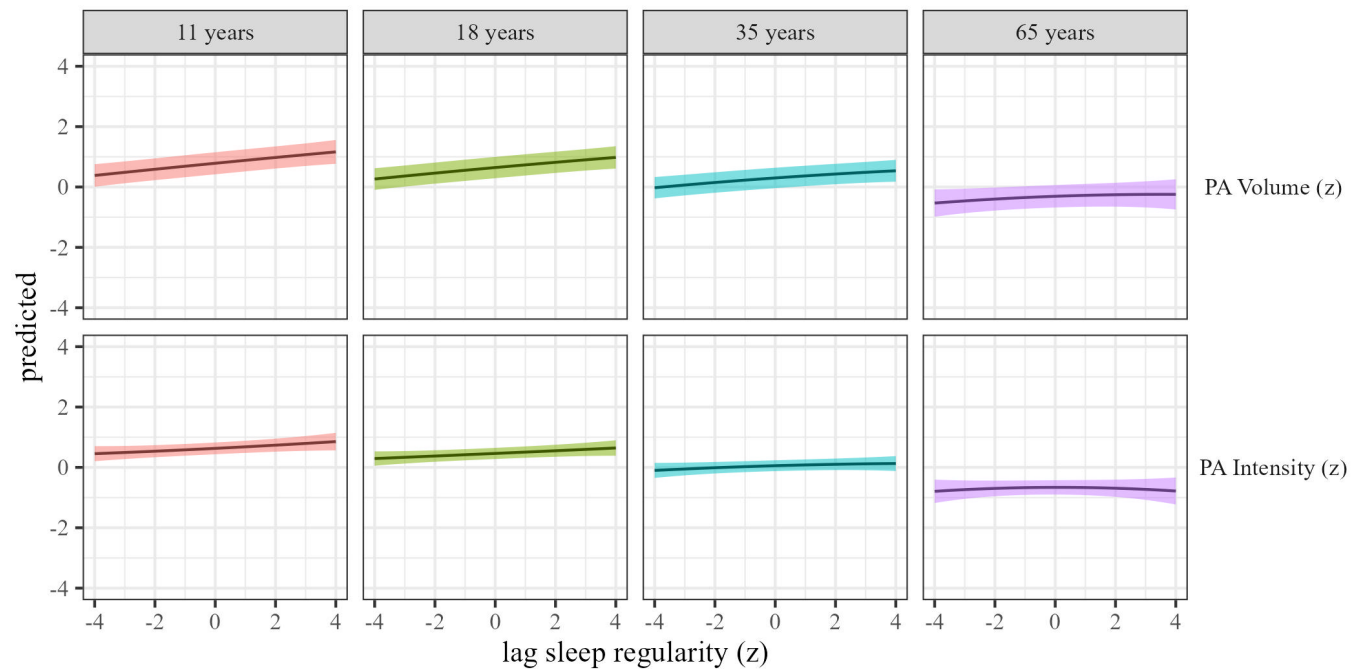 11 years
18 years
35 years
65 years
4
2
0
-2
-4
PA Volume (z)
predicted
4
2
0
-2
-4
PA Intensity (z)
-4 -2 0 2 4 -4 -2 0 2 4 -4 -2 0 2 4 -4 -2 0 2 4
lag sleep regularity (z)